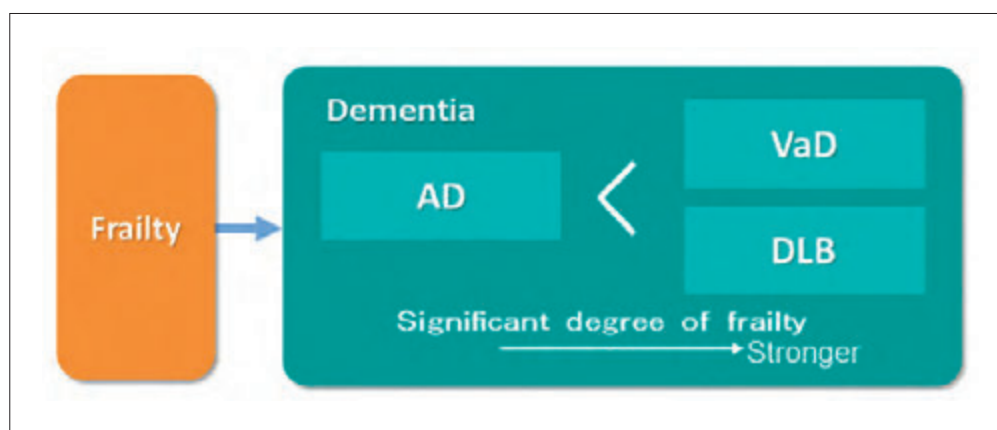 Frailty
Dementia
AD
<
VaD
DLB
Significant degree of frailty
Stronger